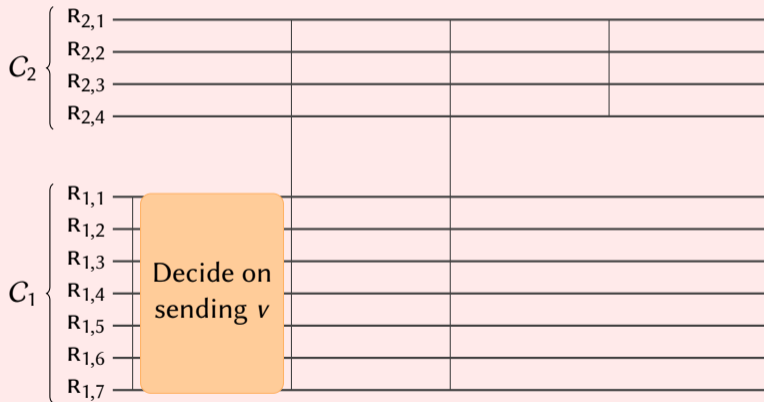 R2,1
R2,2
C2
R2,3
R2,4
R1,1
R1,2
R1,3
Decide on
C1
R1,4
sending v
R1,5
R1,6
R1,7